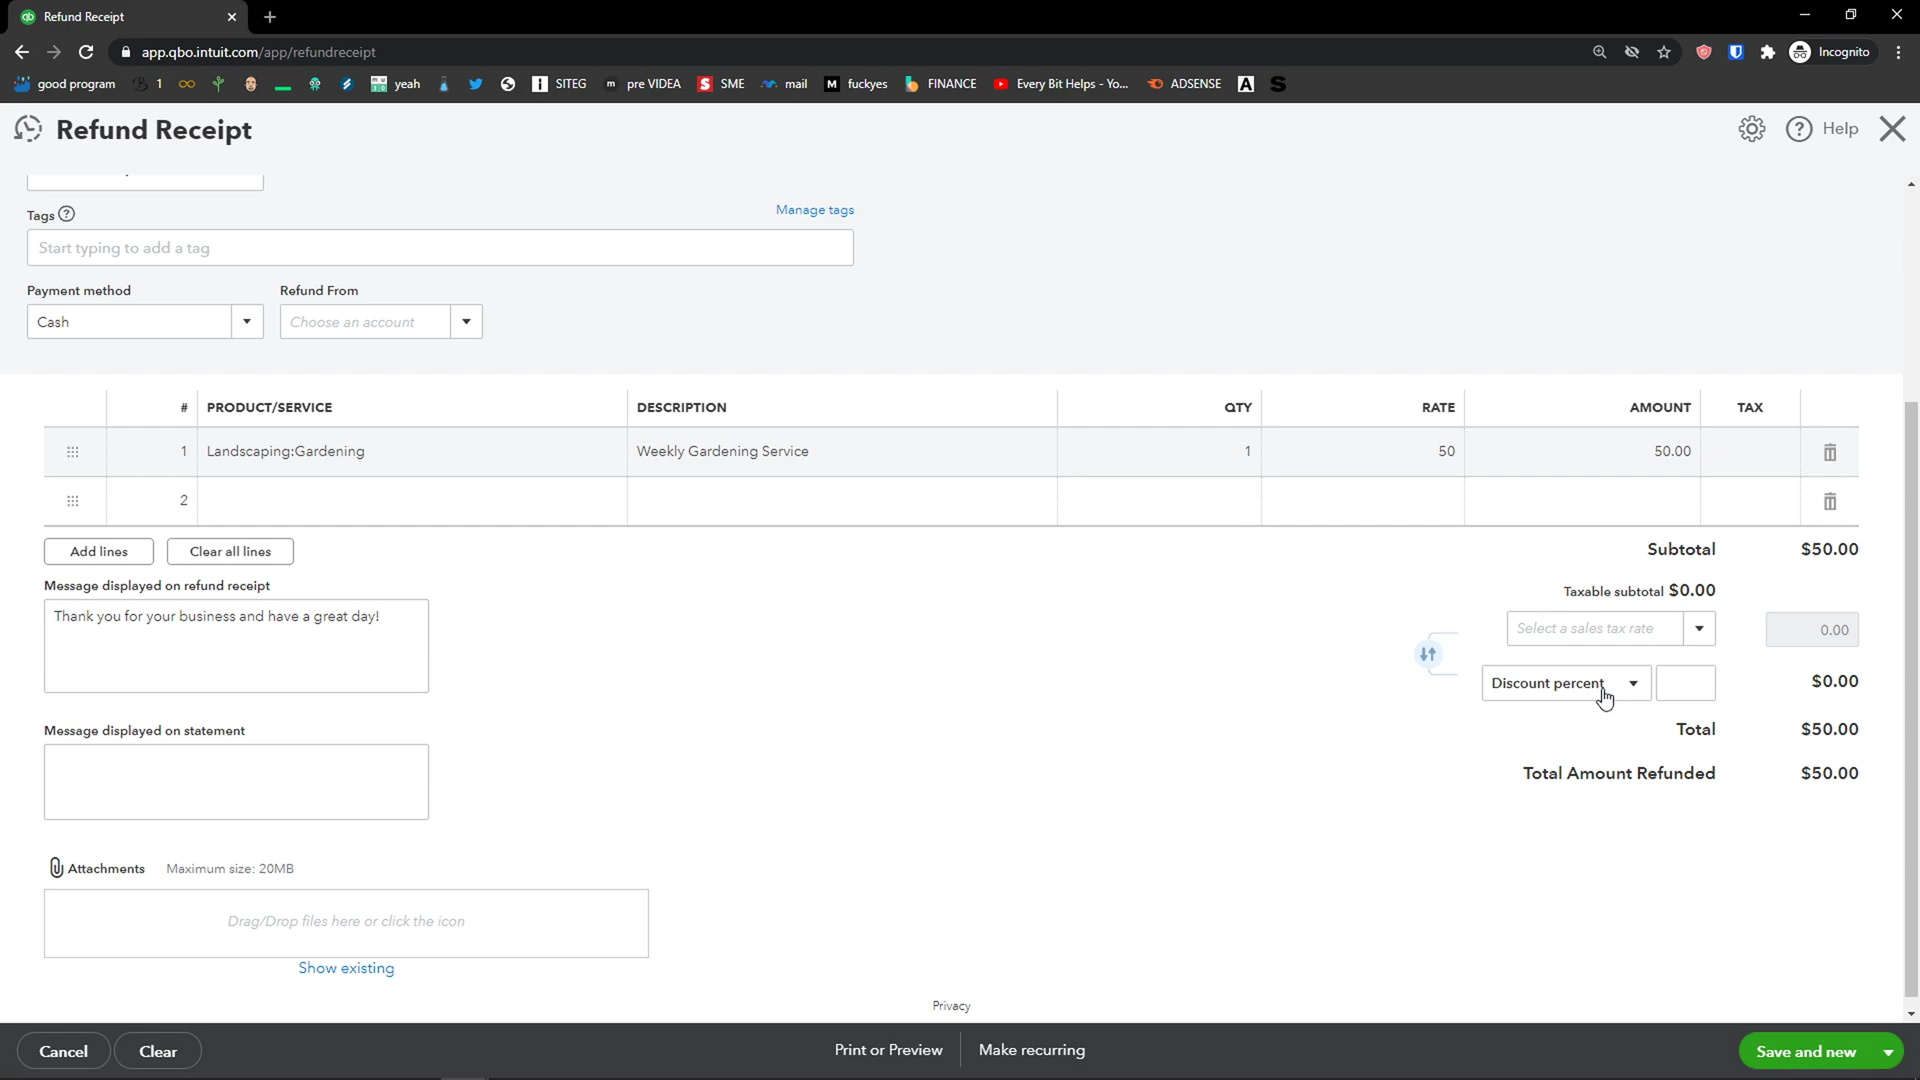 Refund Receipt
app.qbo.intuit.com/app/refundreceipt
Incognito
good program
1
yeah
SITEG
pre VIDEA
SME
mail
fuckyes
FINANCE
Every Bit Helps - Yo...
ADSENSE
Refund Receipt
Help
Tags
Manage tags
Start typing to add a tag
Payment method
Refund From
Cash
Choose an account
# PRODUCT/SERVICE DESCRIPTION QTY RATE AMOUNT TAX
1 Landscaping:Gardening Weekly Gardening Service 1 50 50.00
2
Add lines
Clear all lines
Subtotal $50.00
Message displayed on refund receipt
Taxable subtotal $0.00
Thank you for your business and have a great day!
Select a sales tax rate
0.00
Discount percent
$0.00
Message displayed on statement
Total $50.00
Total Amount Refunded $50.00
Attachments Maximum size: 20MB
Drag/Drop files here or click the icon
Show existing
Privacy
Cancel
Clear
Print or Preview
Make recurring
Save and new